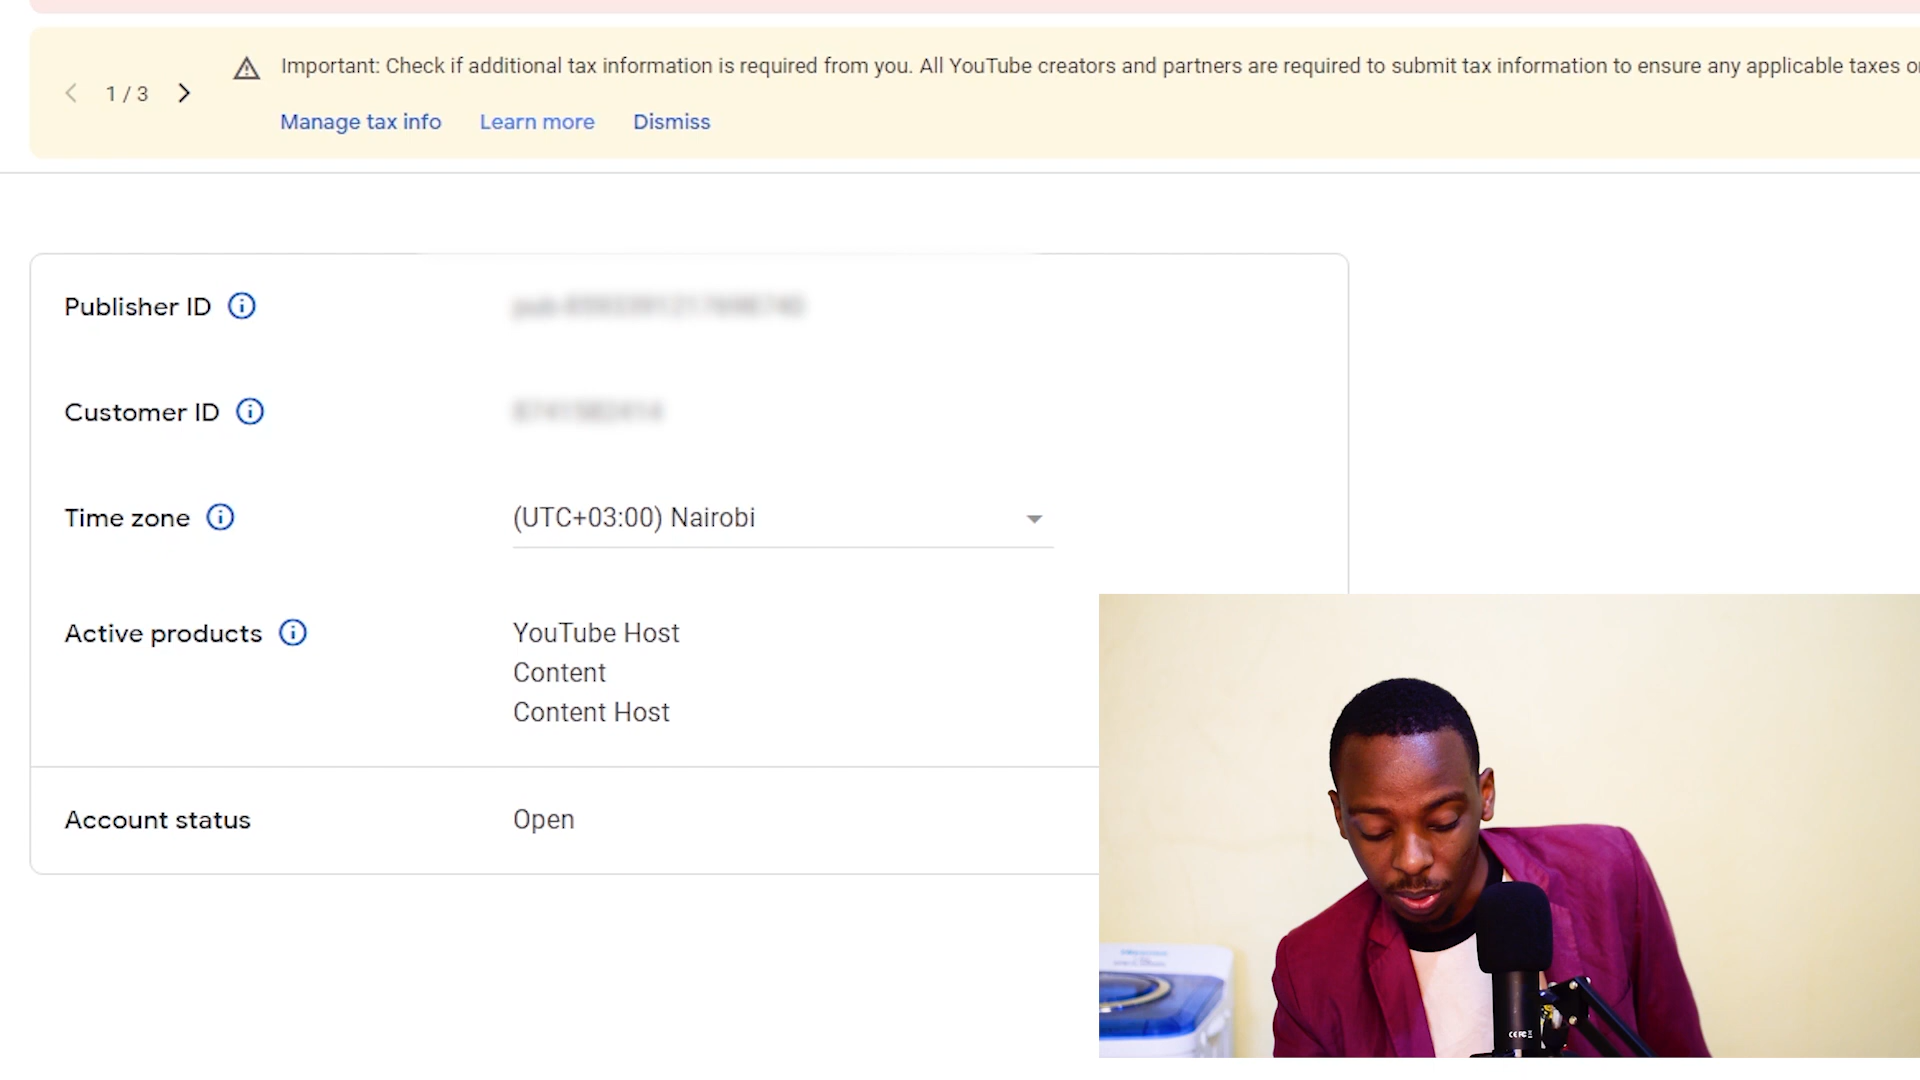 1 / 3
Important: Check if additional tax information is required from you. All YouTube creators and partners are required to submit tax information to ensure any applicable taxes
Manage tax info Learn more Dismiss
Publisher ID
Customer ID
Time zone (UTC+03:00) Nairobi
Active products YouTube Host
Content
Content Host
Account status Open